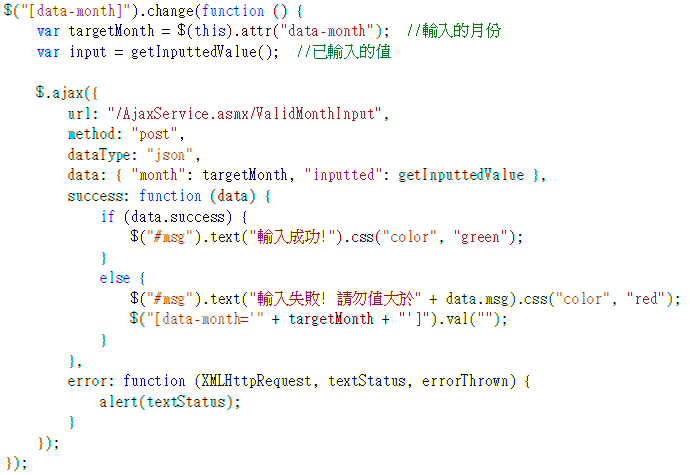 $("[data-month]").change(function () {
    var targetMonth = $(this).attr("data-month");  //輸入的月份
    var input = getInputtedValue();  //已輸入的值

    $.ajax({
        url: "/AjaxService.asmx/ValidMonthInput",
        method: "post",
        dataType: "json",
        data: { "month": targetMonth, "inputted": getInputtedValue },
        success: function (data) {
            if (data.success) {
                $("#msg").text("輸入成功!").css("color", "green");
            }
            else {
                $("#msg").text("輸入失敗! 請勿值大於" + data.msg).css("color", "red");
                $("[data-month='" + targetMonth + "']").val("");
            }
        },
        error: function (XMLHttpRequest, textStatus, errorThrown) {
            alert(textStatus);
        }
    });
});